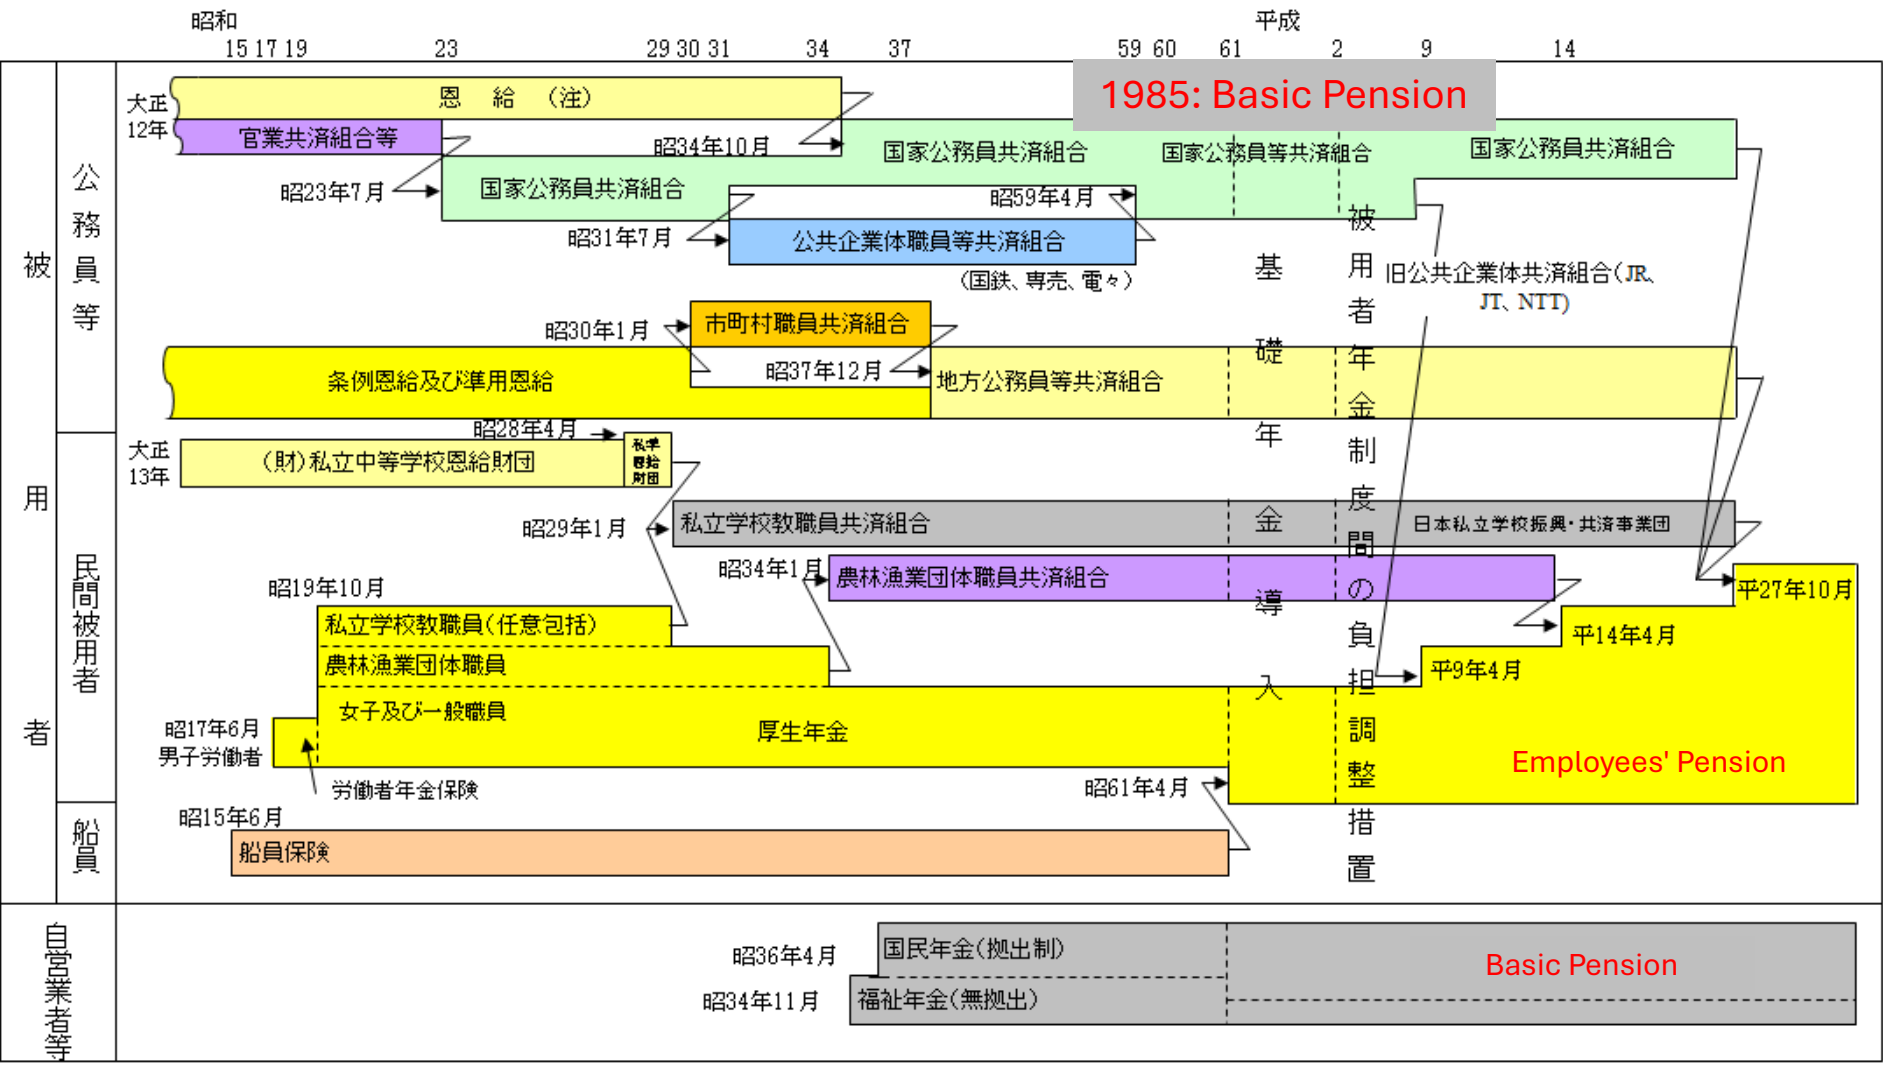 昭和
平成
15 17 19 23 29 30 31 34 37 59 60 61 2 9 14
1985: Basic Pension
被用者
公務員等
大正
12年
恩 給 （注）
官業共済組合等
昭34年10月
国家公務員共済組合
国家公務員等共済組合
国家公務員共済組合
昭23年7月
国家公務員共済組合
昭59年4月
昭31年7月
公共企業体職員等共済組合
（国鉄、専売、電々）
旧公共企業体共済組合（JR、
JT、NTT)
昭30年1月
市町村職員共済組合
昭37年12月
条例恩給及び準用恩給
地方公務員等共済組合
基礎年金導入
被用者年金制度間の負担調整措置
民間被用者
大正
13年
昭28年4月
（財）私立中等学校恩給財団
私学
恩給
財団
昭29年1月
私立学校教職員共済組合
日本私立学校振興・共済事業団
昭34年1月
農林漁業団体職員共済組合
昭19年10月
平27年10月
私立学校教職員（任意包括）
平14年4月
農林漁業団体職員
平9年4月
女子及び一般職員
昭17年6月
男子労働者
厚生年金
Employees' Pension
労働者年金保険
昭61年4月
船員
昭15年6月
船員保険
自営業者等
昭36年4月
国民年金（拠出制）
Basic Pension
昭34年11月
福祉年金（無拠出）